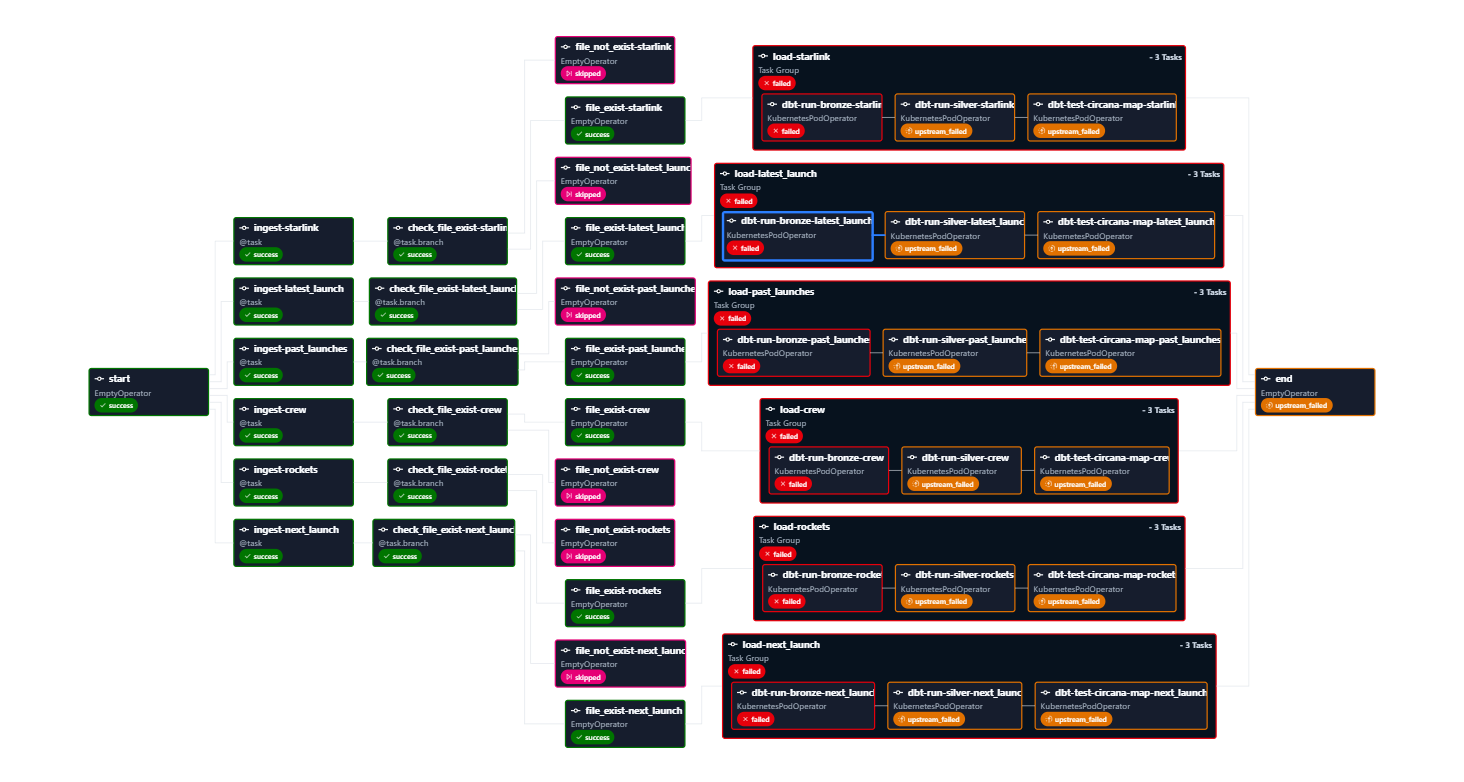 start
EmptyOperator
success
ingest-starlink
@task
success
ingest-latest_launch
@task
success
ingest-past_launches
@task
success
ingest-crew
@task
success
ingest-rockets
@task
success
ingest-next_launch
@task
success
check_file_exist-starlin
@task.branch
success
check_file_exist-latest_launc
@task.branch
success
check_file_exist-past_launche
@task.branch
success
check_file_exist-crew
@task.branch
success
check_file_exist-rocket
@task.branch
success
check_file_exist-next_launc
@task.branch
success
file_not_exist-starlink
EmptyOperator
skipped
file_exist-starlink
EmptyOperator
success
file_not_exist-latest_launc
EmptyOperator
skipped
file_exist-latest_launch
EmptyOperator
success
file_not_exist-past_launche
EmptyOperator
skipped
file_exist-past_launche
EmptyOperator
success
file_exist-crew
EmptyOperator
success
file_not_exist-crew
EmptyOperator
skipped
file_not_exist-rockets
EmptyOperator
skipped
file_exist-rockets
EmptyOperator
success
file_not_exist-next_launc
EmptyOperator
skipped
file_exist-next_launch
EmptyOperator
success
load-starlink - 3 Tasks
Task Group
failed
dbt-run-bronze-starlin
KubernetesPodOperator
failed
dbt-run-silver-starlink
KubernetesPodOperator
upstream_failed
dbt-test-circana-map-starlin
KubernetesPodOperator
upstream_failed
load-latest_launch - 3 Tasks
Task Group
failed
dbt-run-bronze-latest_launch
KubernetesPodOperator
failed
dbt-run-silver-latest_launc
KubernetesPodOperator
upstream_failed
dbt-test-circana-map-latest_launch
KubernetesPodOperator
upstream_failed
load-past_launches - 3 Tasks
Task Group
failed
dbt-run-bronze-past_launche
KubernetesPodOperator
failed
dbt-run-silver-past_launche
KubernetesPodOperator
upstream_failed
dbt-test-circana-map-past_launches
KubernetesPodOperator
upstream_failed
load-crew - 3 Tasks
Task Group
failed
dbt-run-bronze-crew
KubernetesPodOperator
failed
dbt-run-silver-crew
KubernetesPodOperator
upstream_failed
dbt-test-circana-map-cre
KubernetesPodOperator
upstream_failed
load-rockets - 3 Tasks
Task Group
failed
dbt-run-bronze-rocke
KubernetesPodOperator
failed
dbt-run-silver-rockets
KubernetesPodOperator
upstream_failed
dbt-test-circana-map-rocket
KubernetesPodOperator
upstream_failed
load-next_launch - 3 Tasks
Task Group
failed
dbt-run-bronze-next_launc
KubernetesPodOperator
failed
dbt-run-silver-next_launc
KubernetesPodOperator
upstream_failed
dbt-test-circana-map-next_launch
KubernetesPodOperator
upstream_failed
end
EmptyOperator
upstream_failed